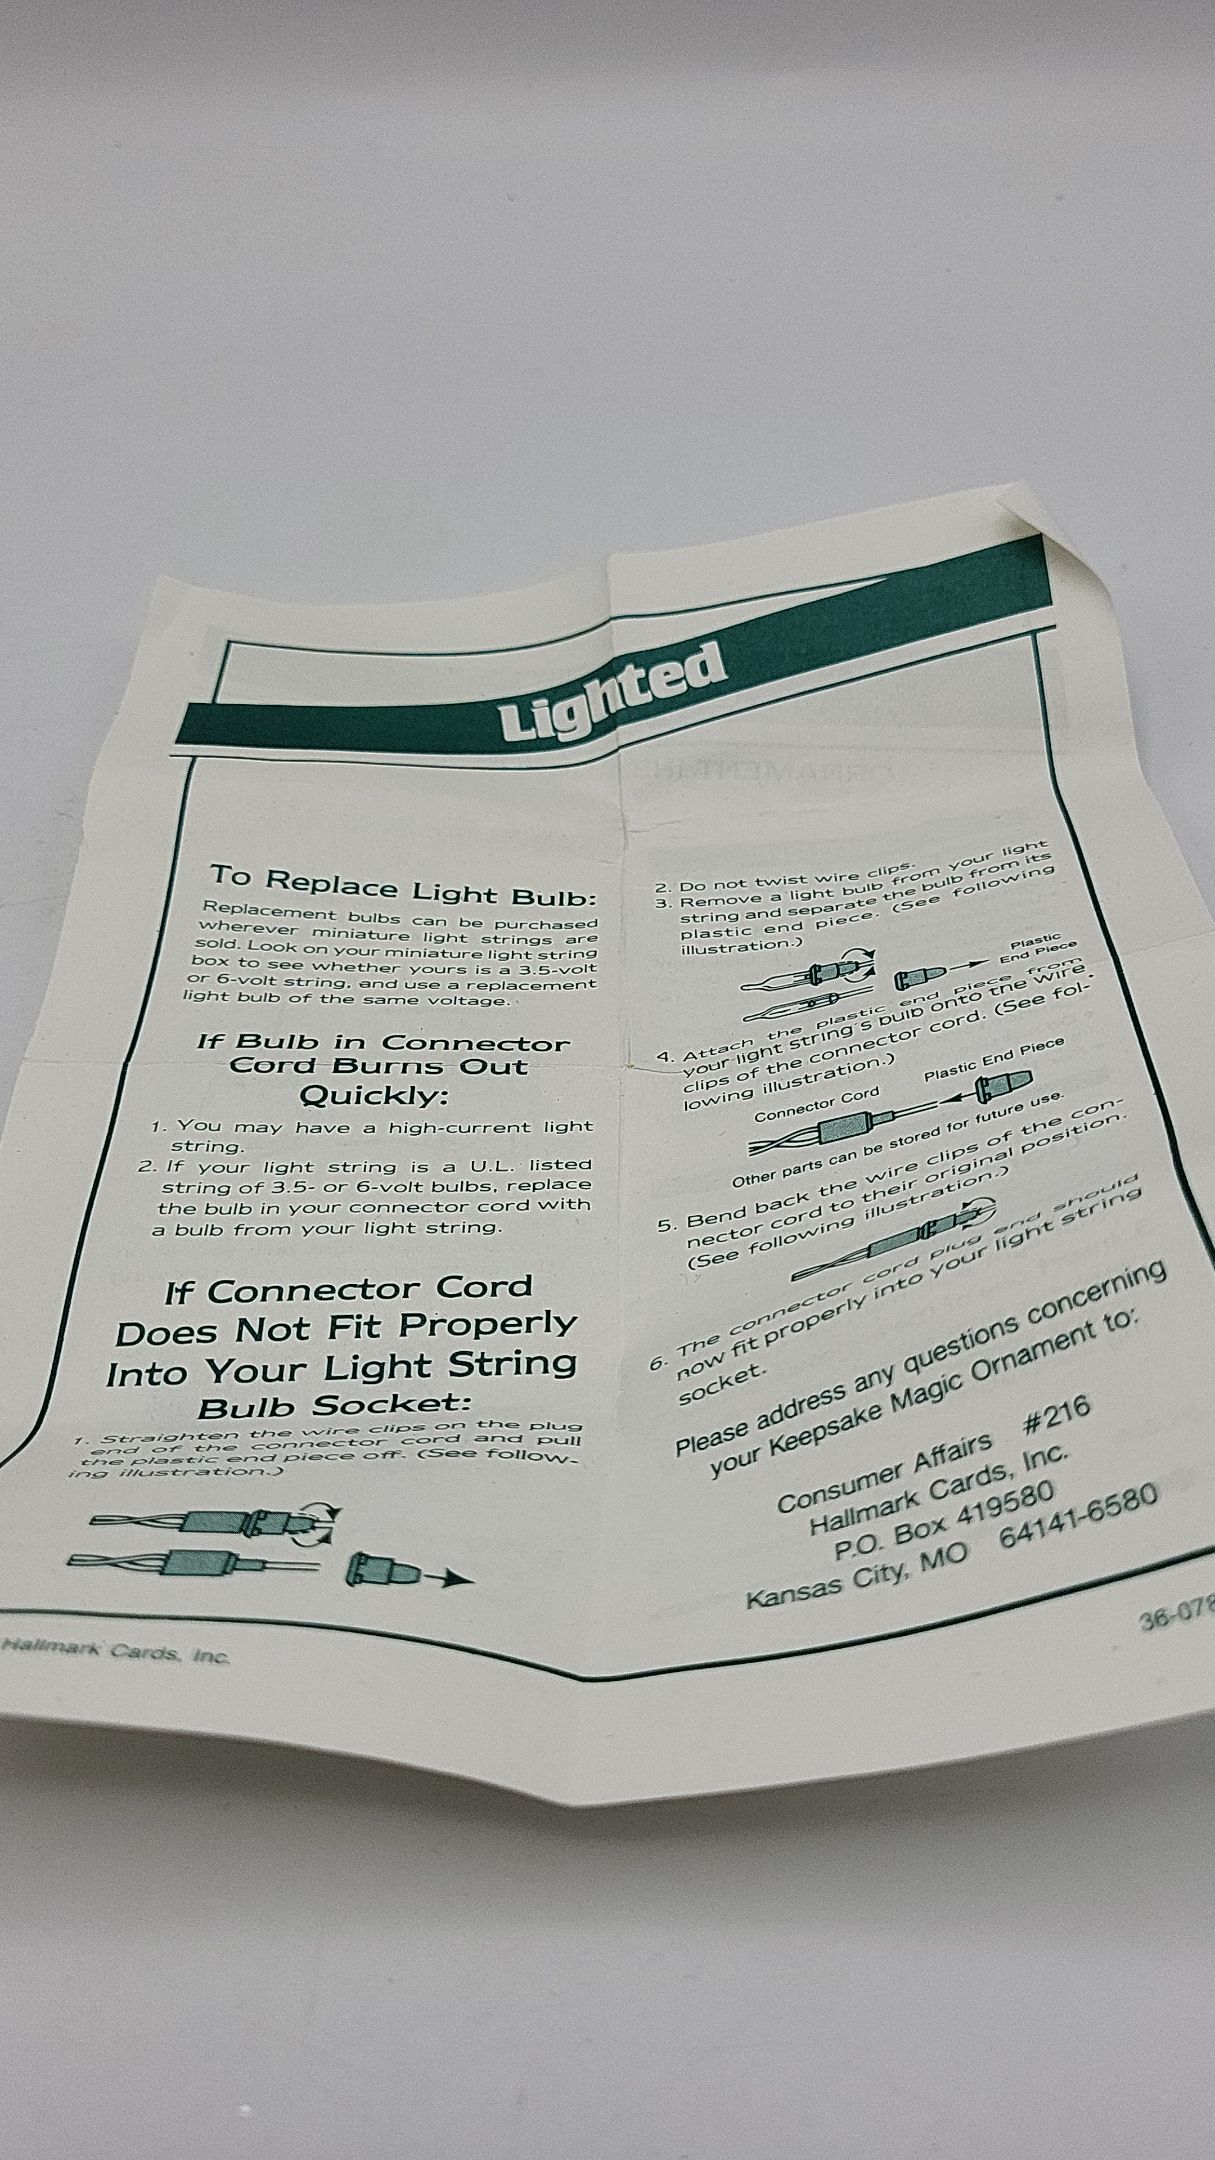 Lighted
To Replace Light Bulb:
Replacement bulbs can be purchased
wherever miniature light strings are
sold. Look on your miniature light string
box to see whether yours is a 3.5-volt
or 6-volt string, and use a replacement
light bulb of the same voltage.
If Bulb in Connector
Cord Burns Out
Quickly:
1. You may have a high-current light
string.
2. If your light string is a U.L. listed
string of 3.5- or 6-volt bulbs, replace
the bulb in your connector cord with
a bulb from your light string.
If Connector Cord
Does Not Fit Properly
Into Your Light String
Bulb Socket:
1. Straighten the wire clips on the plug
end of the connector cord and pull
the plastic end piece off. (See follow-
ing illustration.)
2. Do not twist wire clips.
3. Remove a light bulb from your light
string and separate the bulb from its
plastic end piece. (See following
illustration.)
Plastic
End Piece
4. Attach the plastic end piece from
your light string's bulb onto the wire
clips of the connector cord. (See fol-
lowing illustration.)
Connector Cord Plastic End Piece
Other parts can be stored for future use.
5. Bend back the wire clips of the con-
nector cord to their original position.
(See following illustration.)
6. The connector cord plug end should
now fit properly into your light string
socket.
Please address any questions concerning
your Keepsake Magic Ornament to:
Consumer Affairs #216
Hallmark Cards, Inc.
P.O. Box 419580
Kansas City, MO 64141-6580
Hallmark Cards, Inc.
36-078